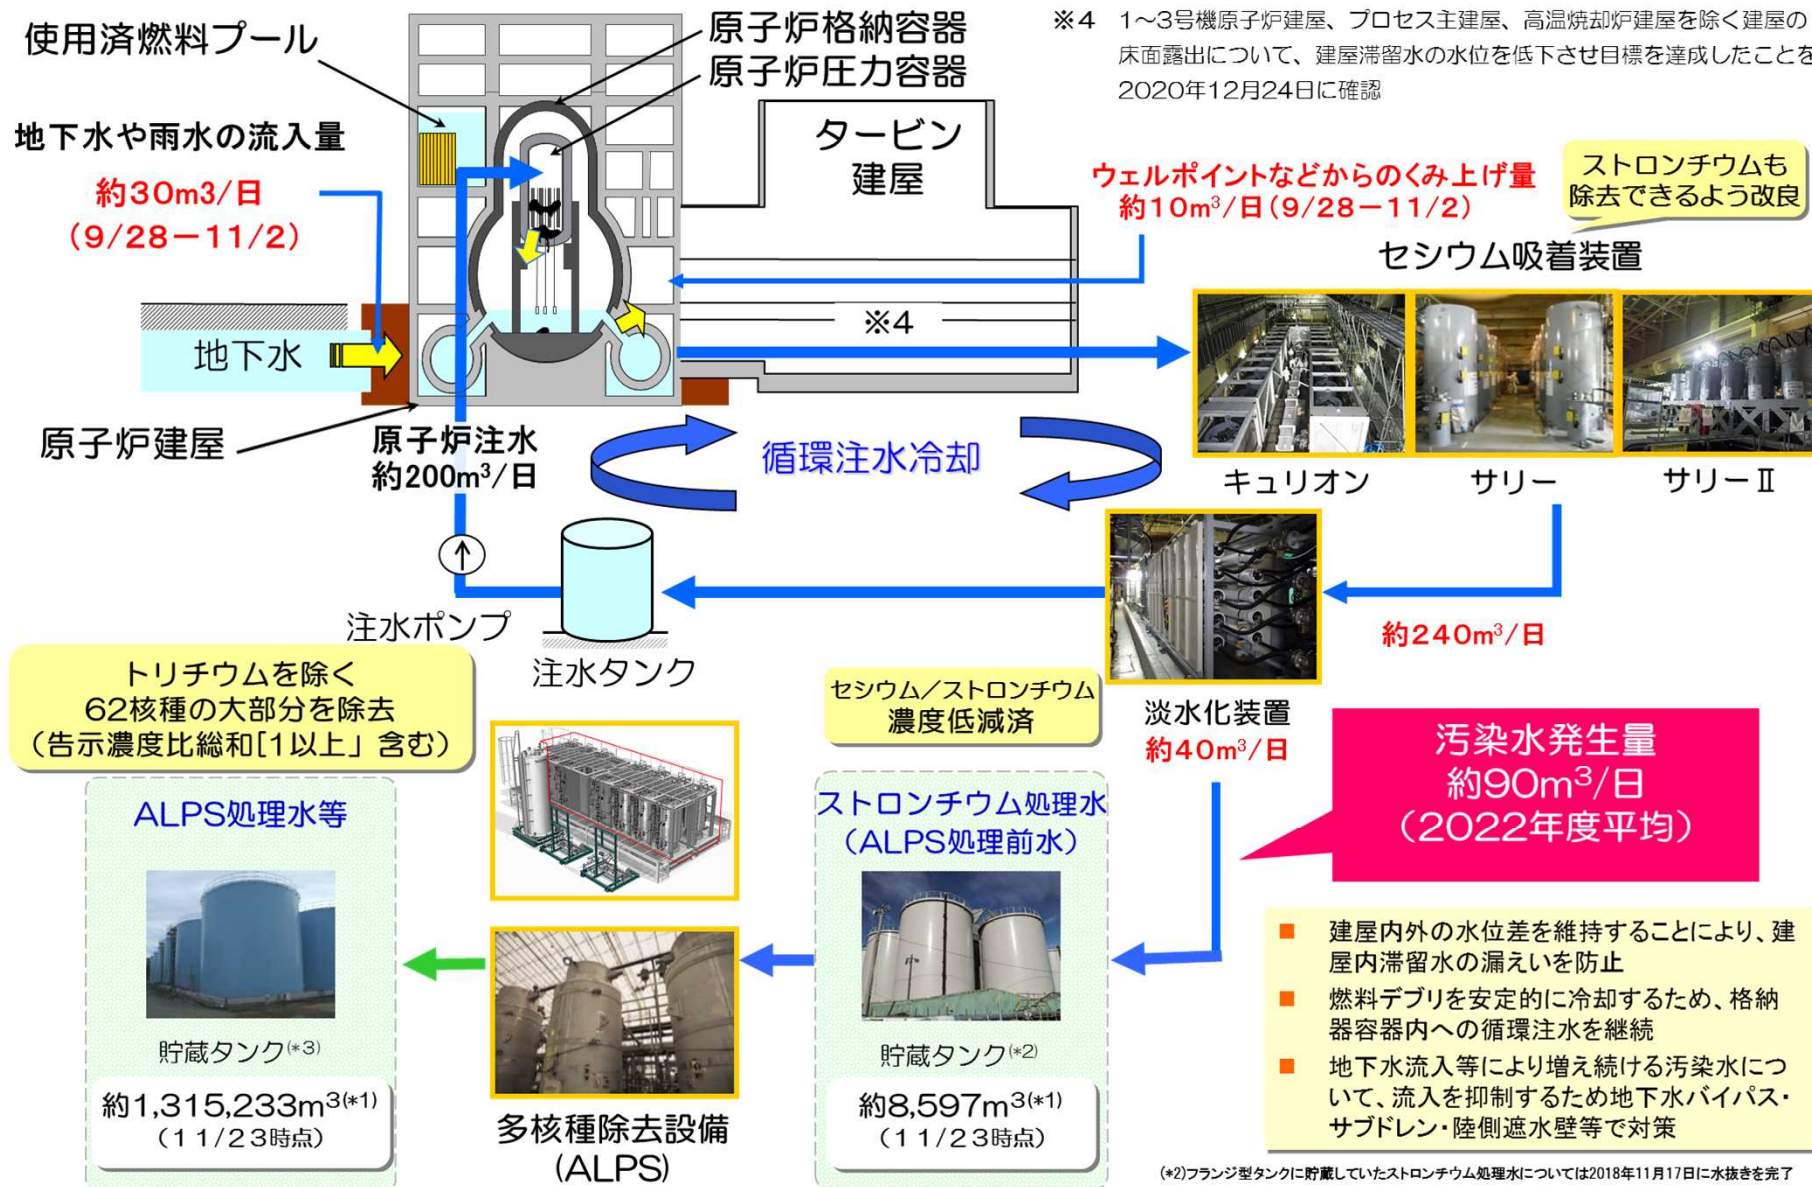 使用済燃料プール
原子炉格納容器
原子炉圧力容器
※4 1～3号機原子炉建屋、プロセス主建屋、高温焼却炉建屋を除く建屋の
床面露出について、建屋滞留水の水位を低下させ目標を達成したことを
2020年12月24日に確認
地下水や雨水の流入量
約30m3/日
(9/28－11/2)
タービン
建屋
ウェルポイントなどからのくみ上げ量
約10m³/日(9/28－11/2)
ストロンチウムも
除去できるよう改良
セシウム吸着装置
※4
地下水
原子炉建屋
原子炉注水
約200m³/日
循環注水冷却
キュリオン
サリー
サリーⅡ
注水ポンプ
注水タンク
約240m³/日
淡水化装置
約40m³/日
トリチウムを除く
62核種の大部分を除去
（告示濃度比総和[1以上」含む）
セシウム／ストロンチウム
濃度低減済
汚染水発生量
約90m³/日
（2022年度平均）
ALPS処理水等
貯蔵タンク(*3)
約1,315,233m³(*1)
（11/23時点）
多核種除去設備
(ALPS)
ストロンチウム処理水
（ALPS処理前水）
貯蔵タンク(*2)
約8,597m³(*1)
（11/23時点）
■ 建屋内外の水位差を維持することにより、建
屋内滞留水の漏えいを防止
■ 燃料デブリを安定的に冷却するため、格納
器容器内への循環注水を継続
■ 地下水流入等により増え続ける汚染水につ
いて、流入を抑制するため地下水バイパス・
サブドレン・陸側遮水壁等で対策
(*2)フランジ型タンクに貯蔵していたストロンチウム処理水については2018年11月17日に水抜きを完了